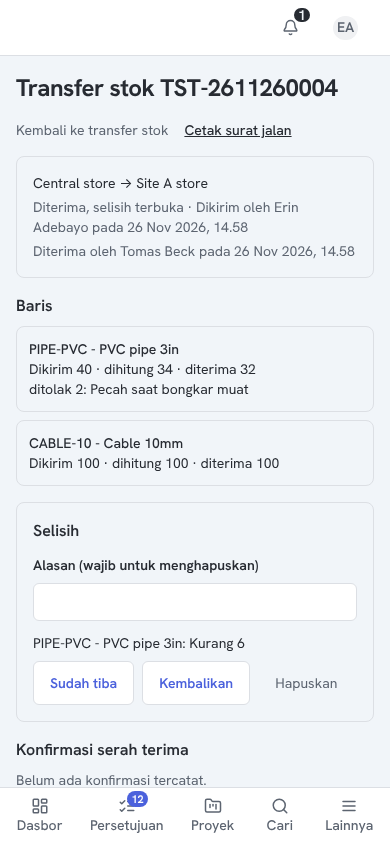 1
EA
Transfer stok TST-2611260004
Kembali ke transfer stok Cetak surat jalan
Central store → Site A store
Diterima, selisih terbuka · Dikirim oleh Erin
Adebayo pada 26 Nov 2026, 14.58
Diterima oleh Tomas Beck pada 26 Nov 2026, 14.58
Baris
PIPE-PVC - PVC pipe 3in
Dikirim 40 · dihitung 34 · diterima 32
ditolak 2: Pecah saat bongkar muat
CABLE-10 - Cable 10mm
Dikirim 100 · dihitung 100 · diterima 100
Selisih
Alasan (wajib untuk menghapuskan)
PIPE-PVC - PVC pipe 3in: Kurang 6
Sudah tiba Kembalikan Hapuskan
Konfirmasi serah terima
Belum ada konfirmasi tercatat.
12
Dasbor Persetujuan Proyek Cari Lainnya